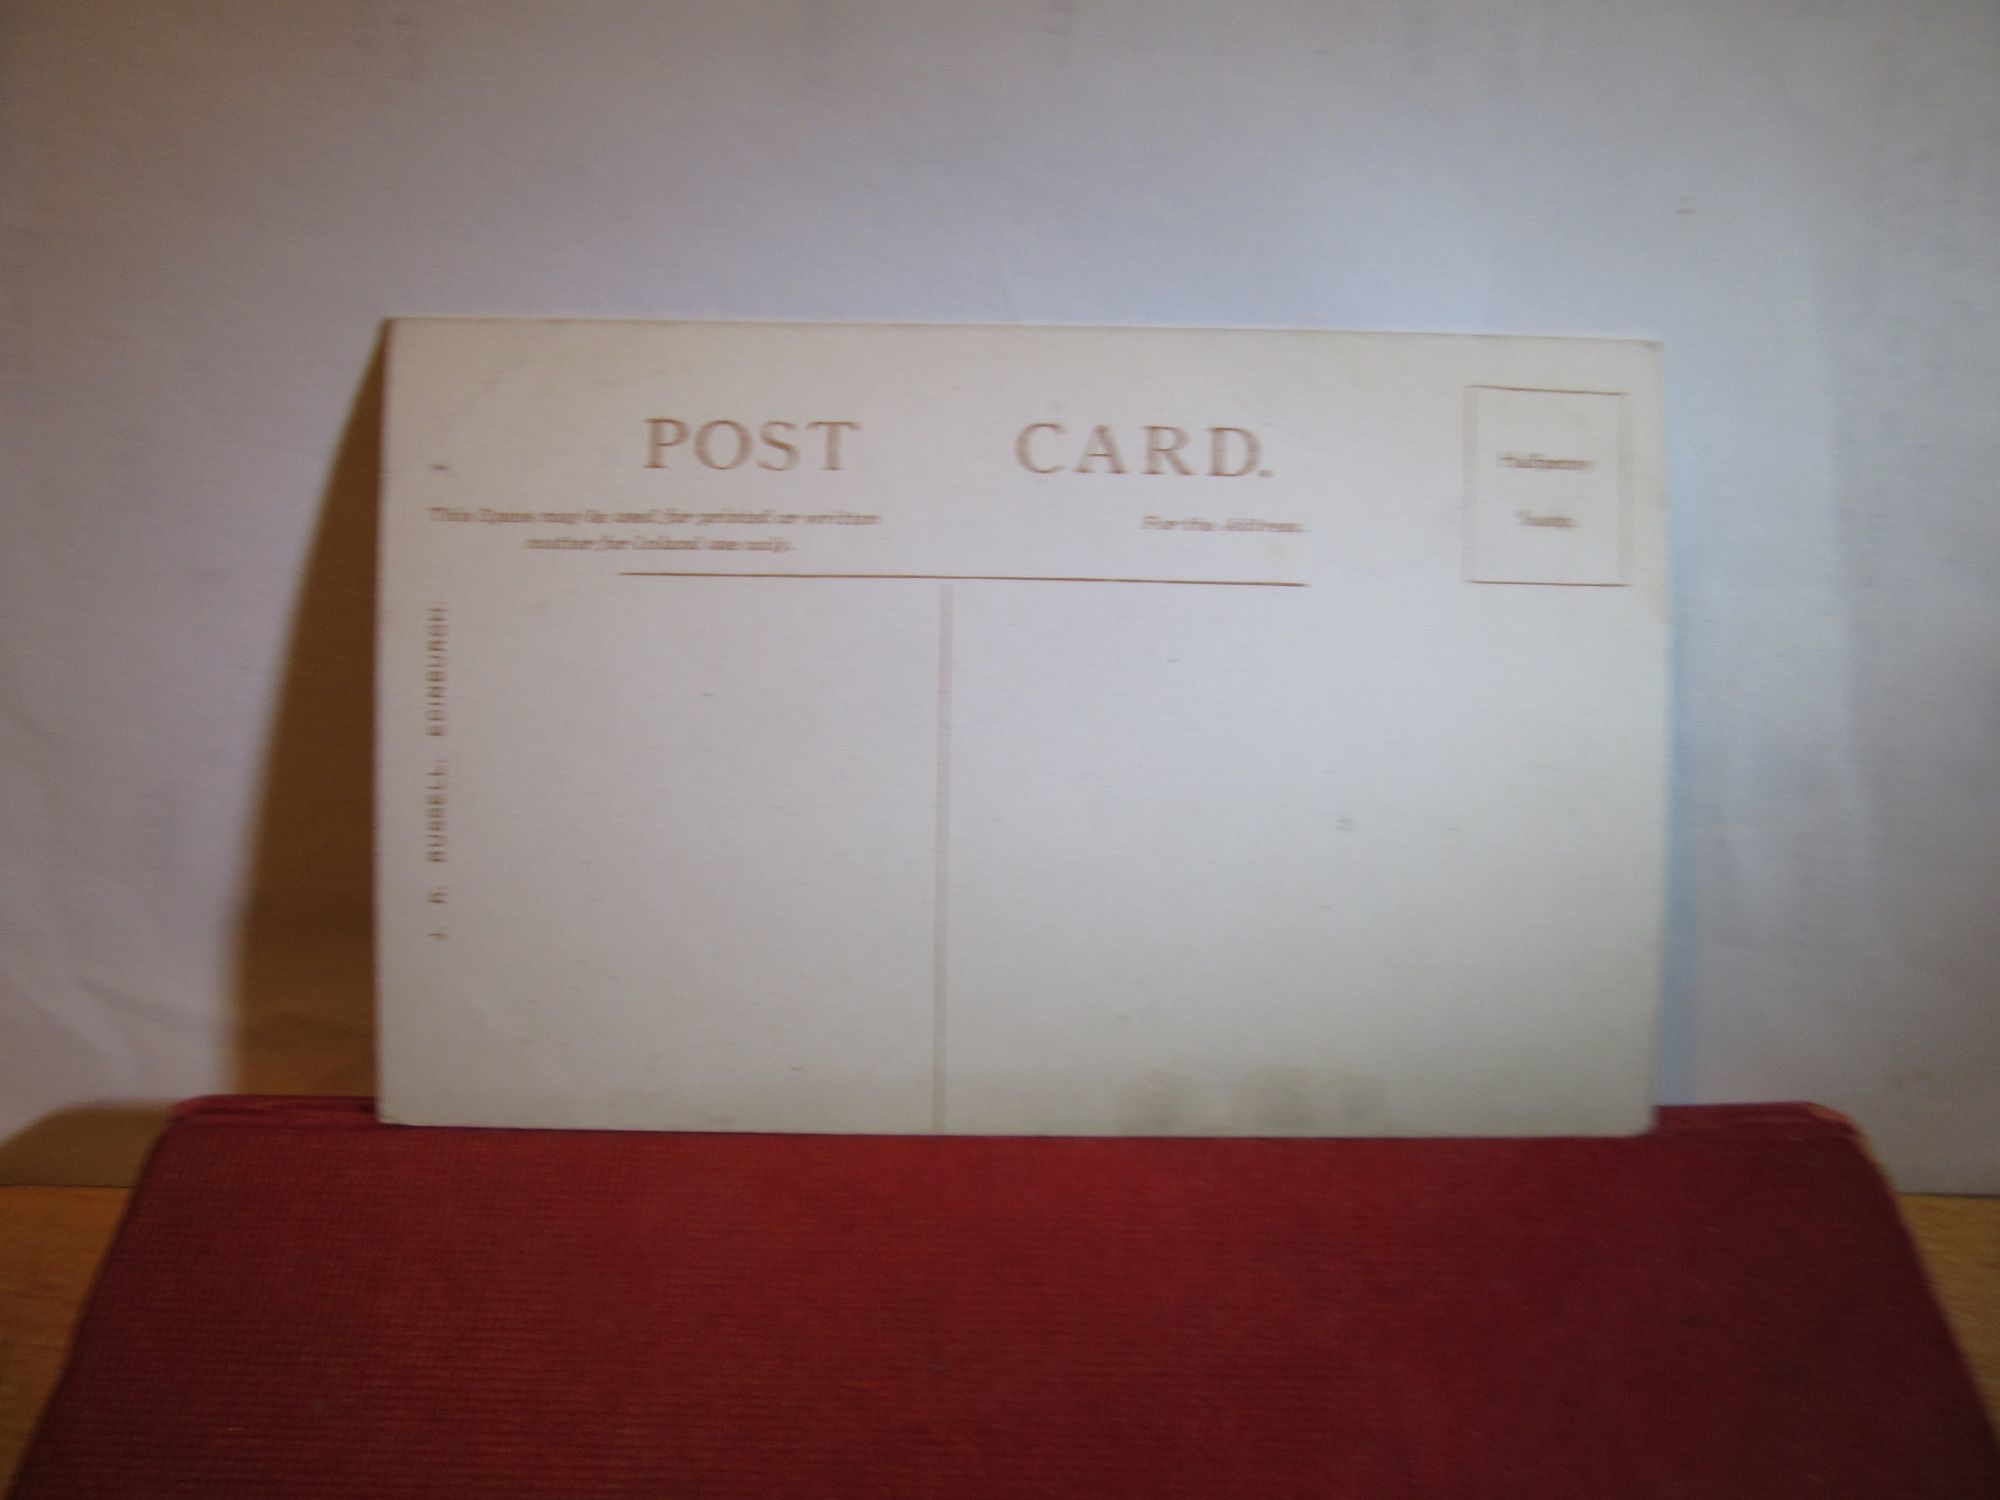 POST CARD.
This Space may be used for printed or written
matter for Inland use only.
For the Address.
Halfpenny
J. R. RUSSELL, EDINBURGH.